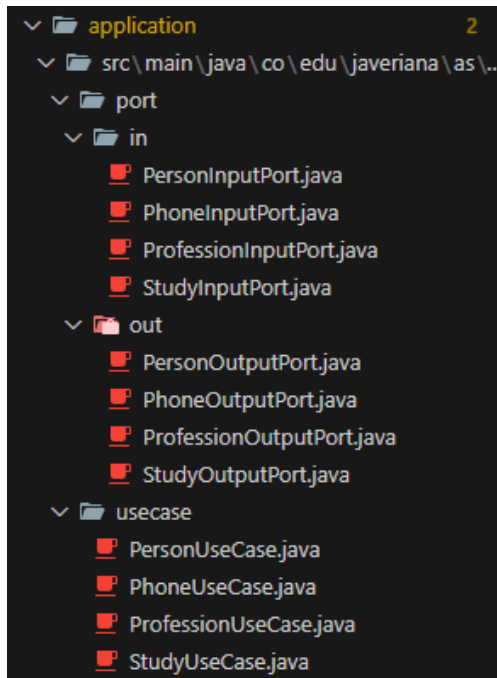 application 2
src\main\java\co\edu\javeriana\as\...
port
in
PersonInputPort.java
PhoneInputPort.java
ProfessionInputPort.java
StudyInputPort.java
out
PersonOutputPort.java
PhoneOutputPort.java
ProfessionOutputPort.java
StudyOutputPort.java
usecase
PersonUseCase.java
PhoneUseCase.java
ProfessionUseCase.java
StudyUseCase.java